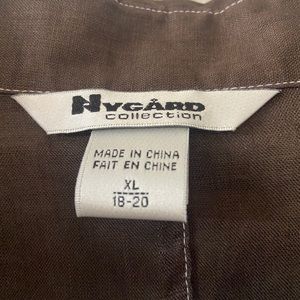 NYGÅRD
collection
MADE IN CHINA
FAIT EN CHINE
XL
18-20